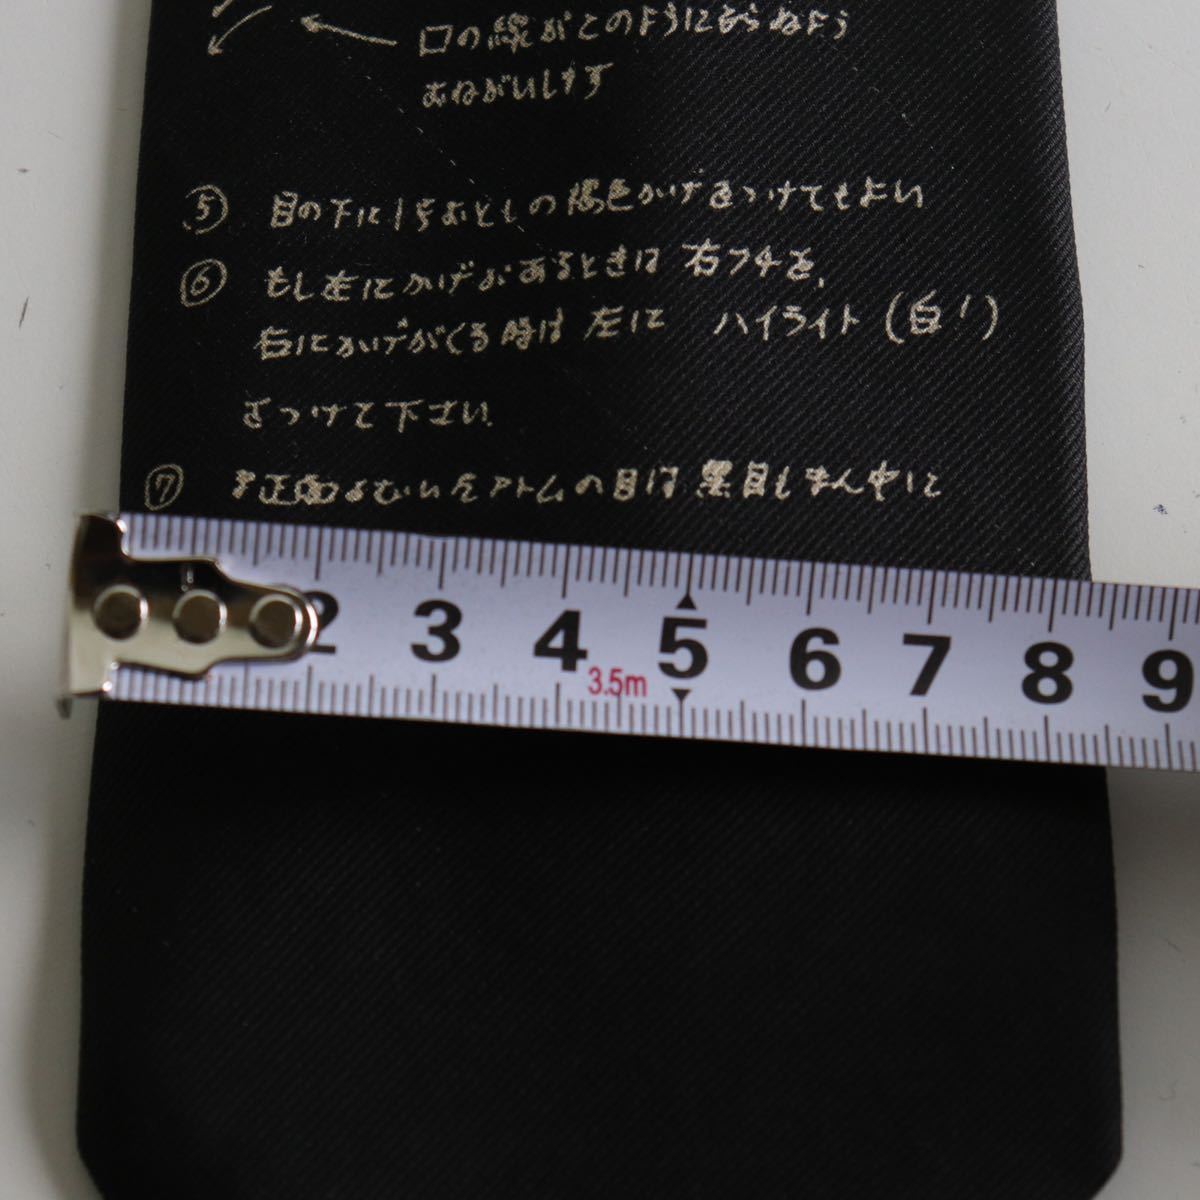 口の線がこのようにならぬよう
おねがいします
⑤ 目の下に1号おとしの陽色かげをつけてもよい
⑥ もし左にかげがあるときは 右フチを、
右にかげがくる時は 左に ハイライト (白!)
をつけて下さい.
⑦ 正面をむいたアトムの目は 黒目もまん中に
2 3 4 5 6 7 8 9
3.5m